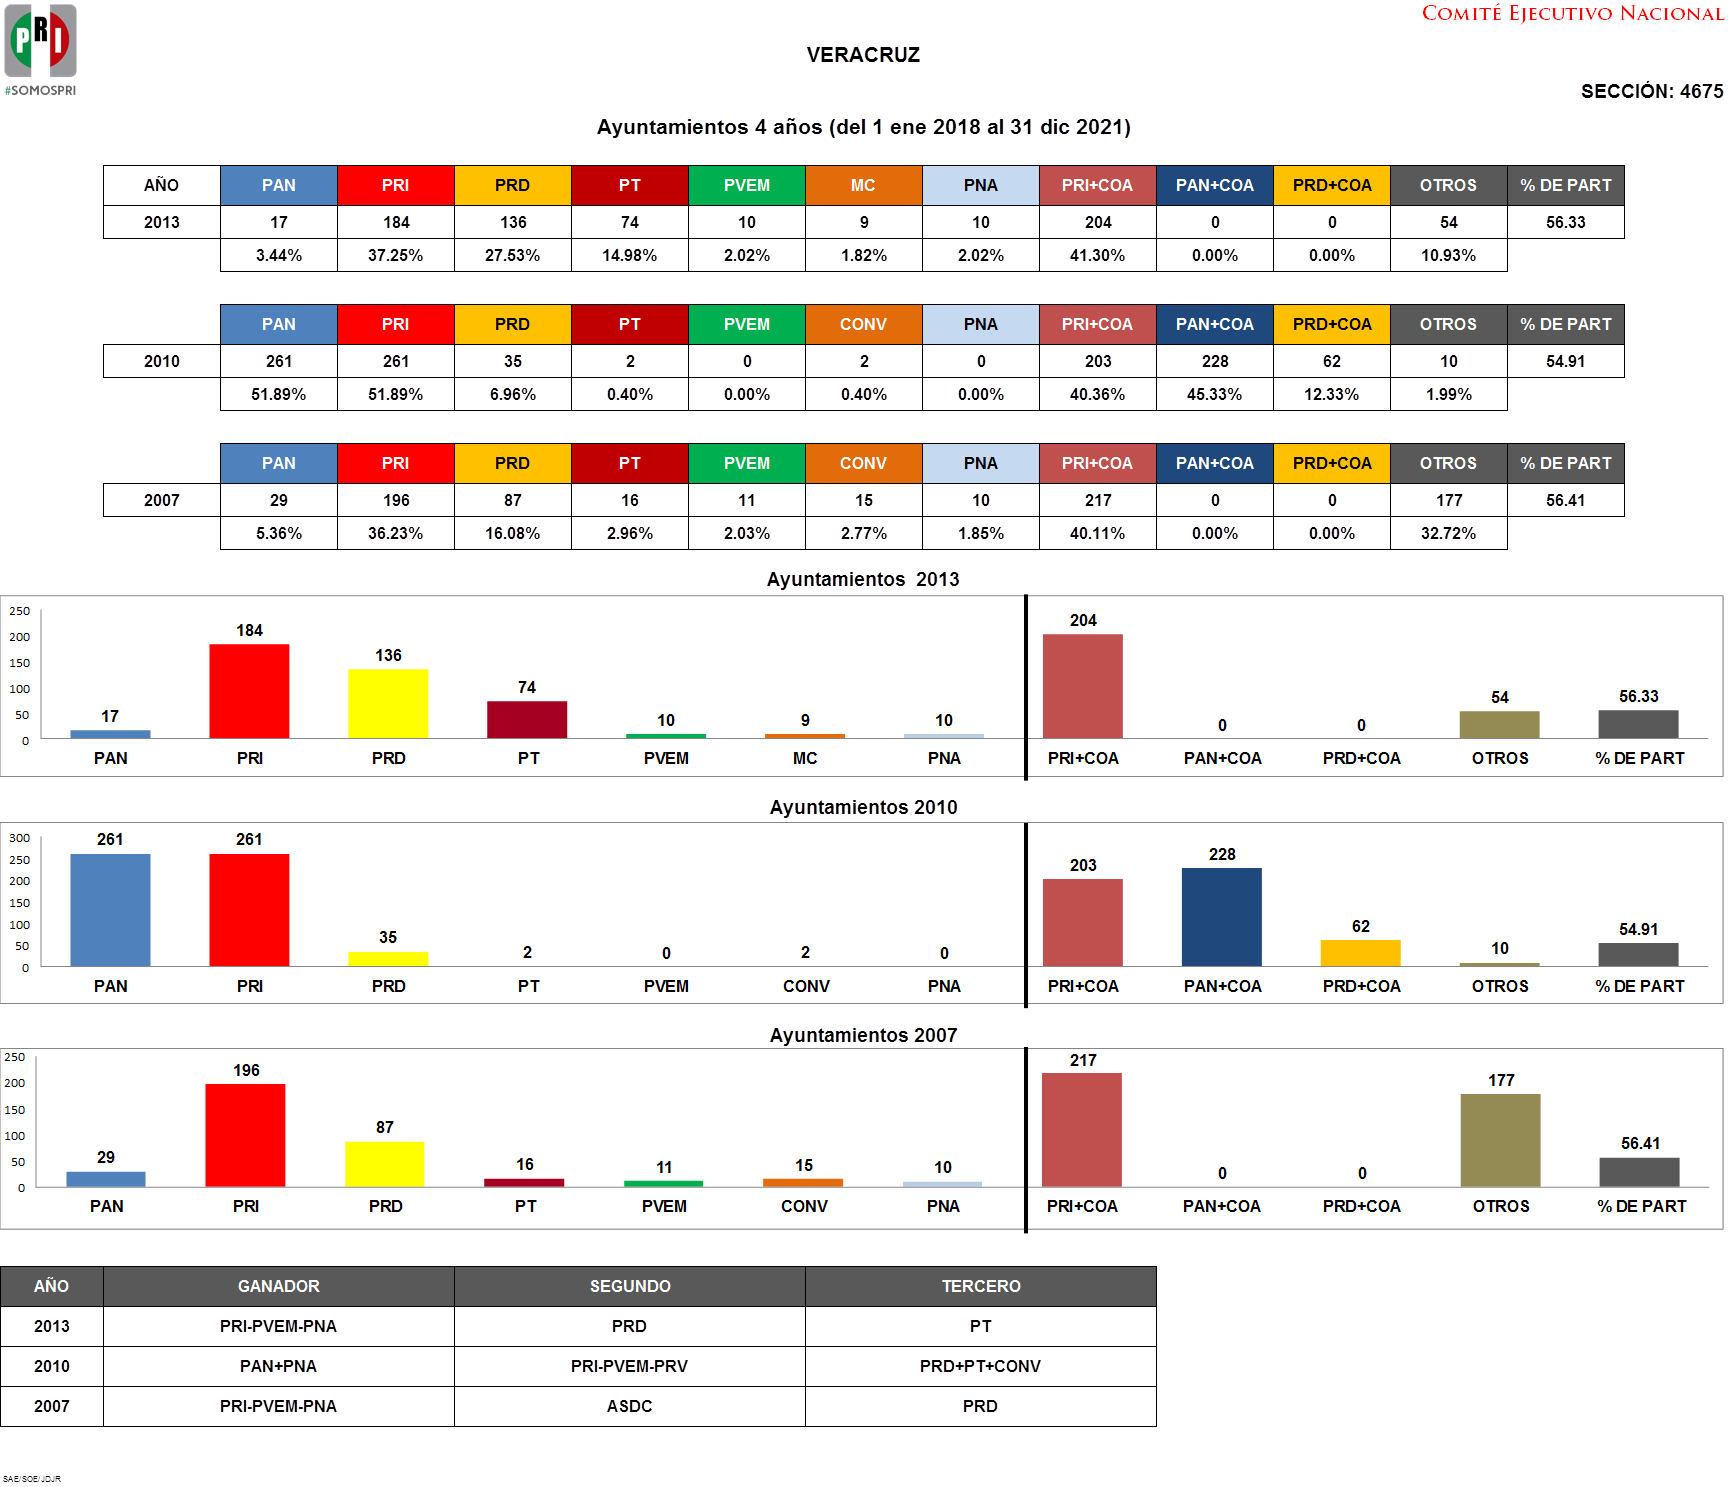 PRI
#SOMOSPRI
COMITÉ EJECUTIVO NACIONAL
VERACRUZ
SECCIÓN: 4675
Ayuntamientos 4 años (del 1 ene 2018 al 31 dic 2021)
AÑO PAN PRI PRD PT PVEM MC PNA PRI+COA PAN+COA PRD+COA OTROS % DE PART
2013 17 184 136 74 10 9 10 204 0 0 54 56.33
3.44% 37.25% 27.53% 14.98% 2.02% 1.82% 2.02% 41.30% 0.00% 0.00% 10.93%
PAN PRI PRD PT PVEM CONV PNA PRI+COA PAN+COA PRD+COA OTROS % DE PART
2010 261 261 35 2 0 2 0 203 228 62 10 54.91
51.89% 51.89% 6.96% 0.40% 0.00% 0.40% 0.00% 40.36% 45.33% 12.33% 1.99%
PAN PRI PRD PT PVEM CONV PNA PRI+COA PAN+COA PRD+COA OTROS % DE PART
2007 29 196 87 16 11 15 10 217 0 0 177 56.41
5.36% 36.23% 16.08% 2.96% 2.03% 2.77% 1.85% 40.11% 0.00% 0.00% 32.72%
Ayuntamientos  2013
250
200
150
100
50
0
17 184 136 74 10 9 10 204 0 0 54 56.33
PAN PRI PRD PT PVEM MC PNA PRI+COA PAN+COA PRD+COA OTROS % DE PART
Ayuntamientos 2010
300
250
200
150
100
50
0
261 261 35 2 0 2 0 203 228 62 10 54.91
PAN PRI PRD PT PVEM CONV PNA PRI+COA PAN+COA PRD+COA OTROS % DE PART
Ayuntamientos 2007
250
200
150
100
50
0
29 196 87 16 11 15 10 217 0 0 177 56.41
PAN PRI PRD PT PVEM CONV PNA PRI+COA PAN+COA PRD+COA OTROS % DE PART
AÑO GANADOR SEGUNDO TERCERO
2013 PRI-PVEM-PNA PRD PT
2010 PAN+PNA PRI-PVEM-PRV PRD+PT+CONV
2007 PRI-PVEM-PNA ASDC PRD
SAE/SOE/JDJR